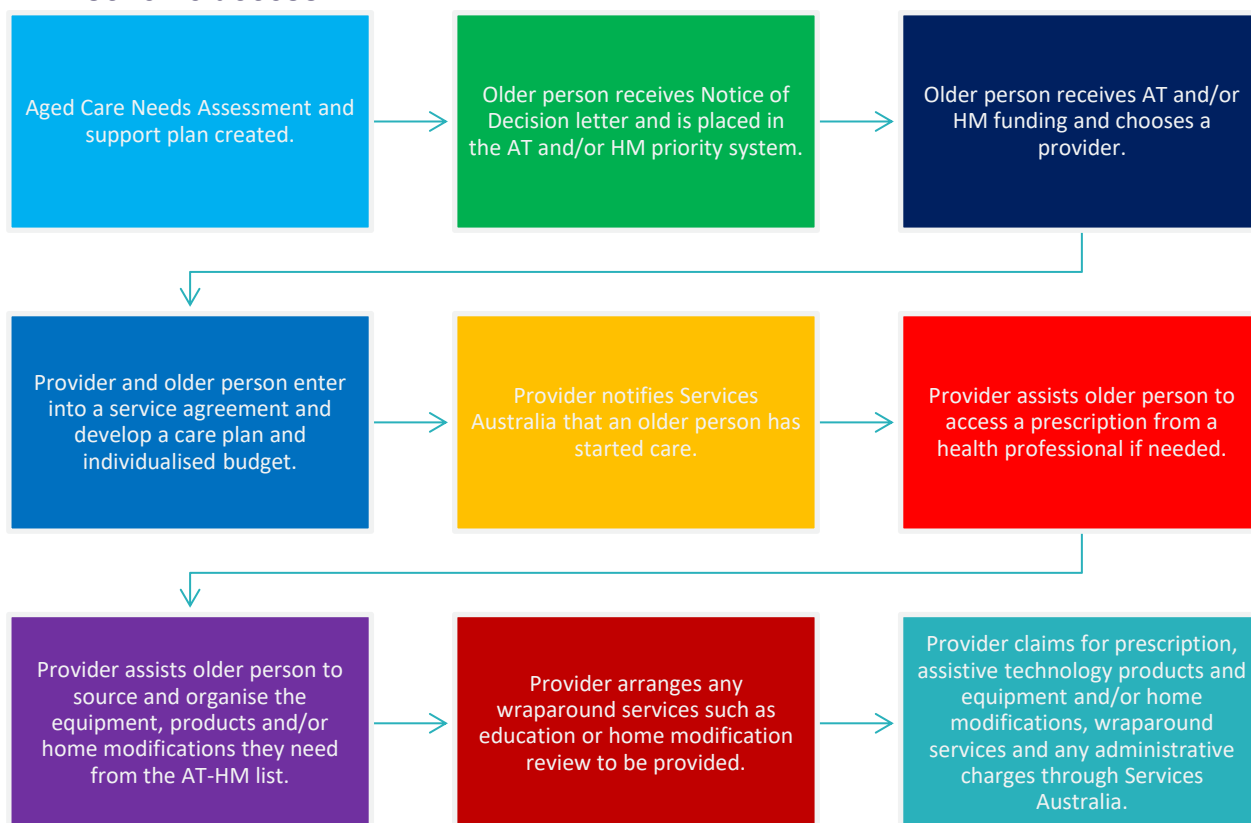 Aged Care Needs Assessment and
support plan created.
Older person receives Notice of
Decision letter and is placed in
the AT and/or HM priority system.
Older person receives AT and/or
HM funding and chooses a
provider.
Provider and older person enter
into a service agreement and
develop a care plan and
individualised budget.
Provider notifies Services
Australia that an older person has
started care.
Provider assists older person to
access a prescription from a
health professional if needed.
Provider assists older person to
source and organise the
equipment, products and/or
home modifications they need
from the AT-HM list.
Provider arranges any
wraparound services such as
education or home modification
review to be provided.
Provider claims for prescription,
assistive technology products and
equipment and/or home
modifications, wraparound
services and any administrative
charges through Services
Australia.